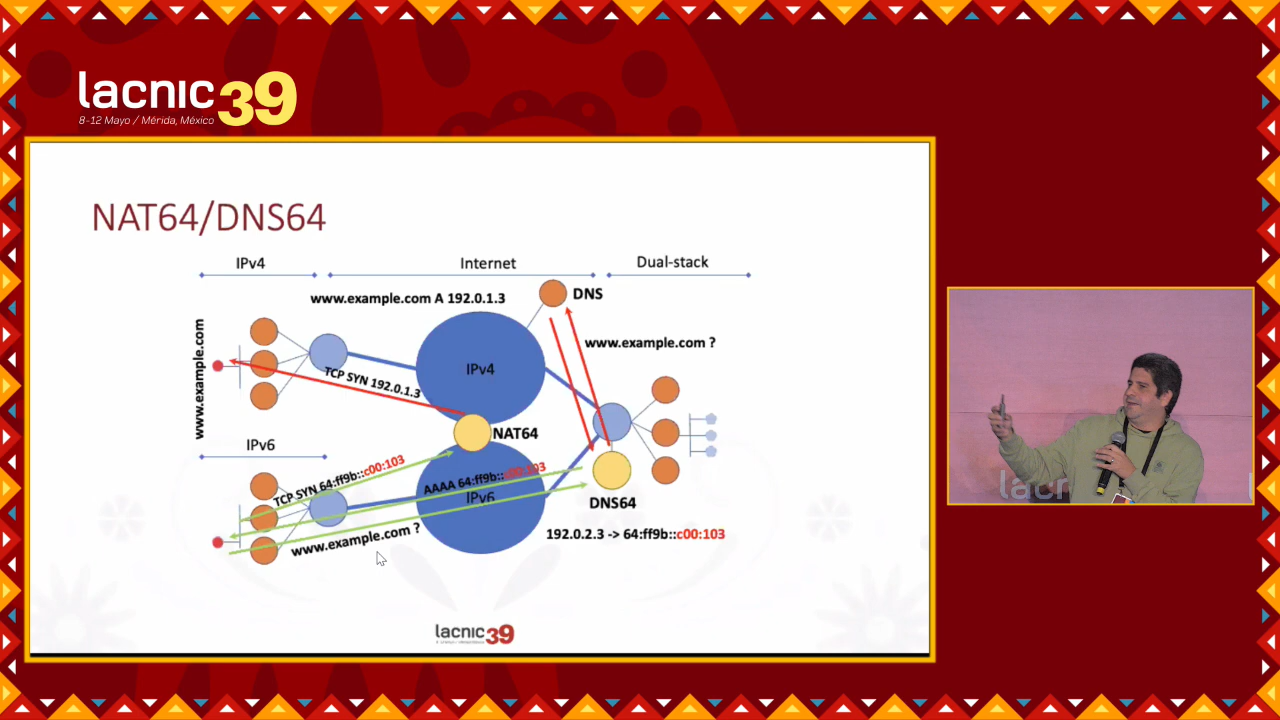 lacnic39
8-12 Mayo / Mérida, México
NAT64/DNS64
IPv4
Internet
Dual-stack
www.example.com A 192.0.1.3
DNS
www.example.com ?
www.example.com
TCP SYN 192.0.1.3
IPv4
NAT64
IPv6
TCP SYN 64:ff9b::c00:103
AAAA 64:ff9b::c00:103
IPv6
www.example.com ?
DNS64
192.0.2.3 -> 64:ff9b::c00:103
lacnic39
lacr